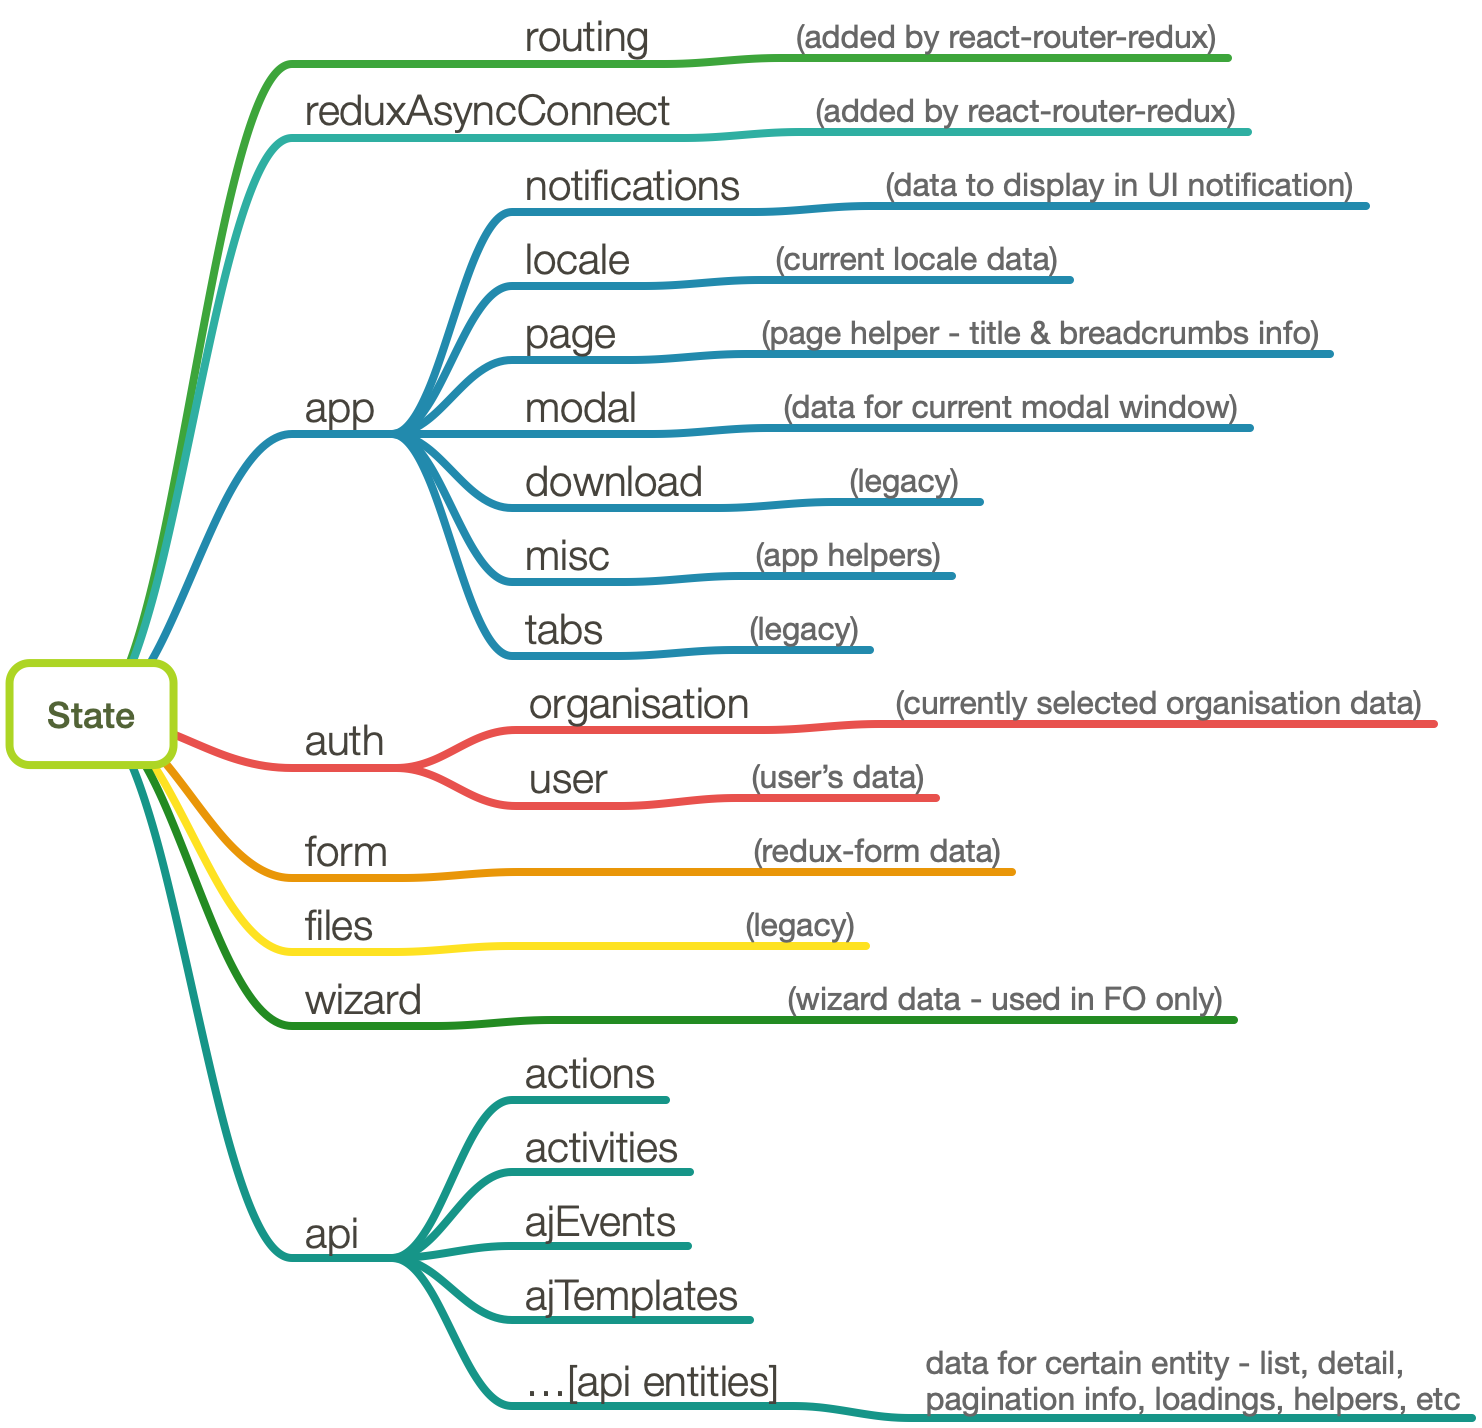 routing (added by react-router-redux)
reduxAsyncConnect (added by react-router-redux)
notifications (data to display in UI notification)
locale (current locale data)
page (page helper - title & breadcrumbs info)
app modal (data for current modal window)
download (legacy)
misc (app helpers)
tabs (legacy)
organisation (currently selected organisation data)
State
auth
user (user’s data)
form (redux-form data)
files (legacy)
wizard (wizard data - used in FO only)
actions
activities
ajEvents
api
ajTemplates
...[api entities]
data for certain entity - list, detail,
pagination info, loadings, helpers, etc